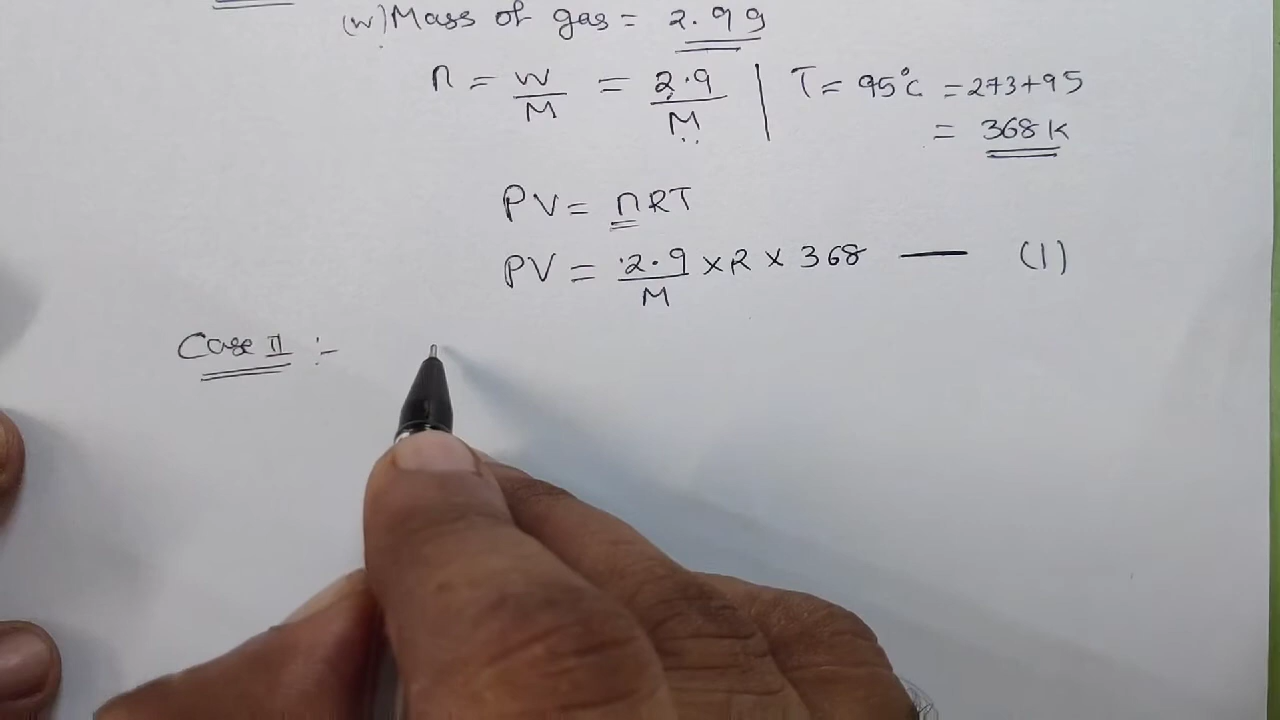 (w) Mass of gas = 2.9 g
n = W/M = 2.9/M | T = 95°C = 273+95
= 368 K
PV = nRT
PV = 2.9/M × R × 368 — (1)
Case II :-